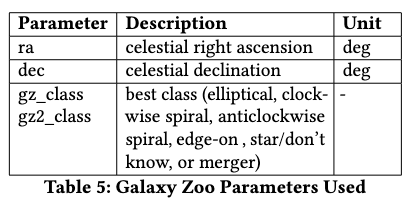 Parameter Description Unit
ra celestial right ascension deg
dec celestial declination deg
gz_class best class (elliptical, clock- -
gz2_class wise spiral, anticlockwise
spiral, edge-on , star/don't
know, or merger)
Table 5: Galaxy Zoo Parameters Used